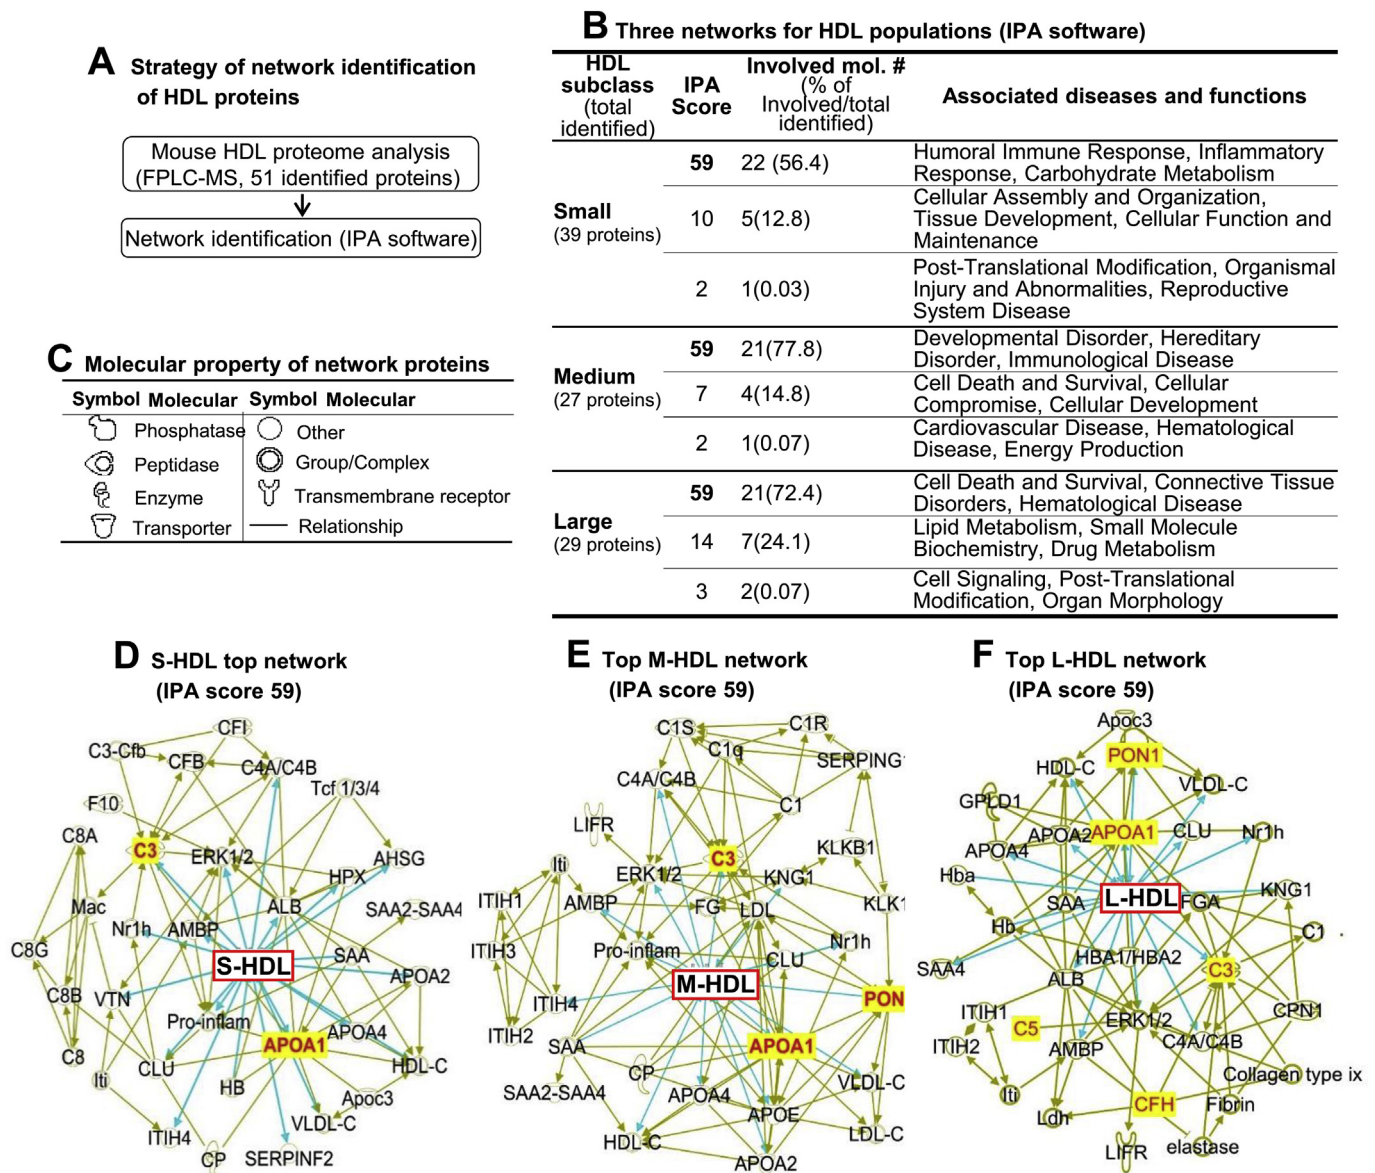 A Strategy of network identification
of HDL proteins
Mouse HDL proteome analysis
(FPLC-MS, 51 identified proteins)
Network identification (IPA software)
B Three networks for HDL populations (IPA software)
HDL
subclass
(total
identified)
IPA
Score
Involved mol. #
(% of
Involved/total
identified)
Associated diseases and functions
Small
(39 proteins)
59 22 (56.4) Humoral Immune Response, Inflammatory
Response, Carbohydrate Metabolism
10 5(12.8) Cellular Assembly and Organization,
Tissue Development, Cellular Function and
Maintenance
2 1(0.03) Post-Translational Modification, Organismal
Injury and Abnormalities, Reproductive
System Disease
Medium
(27 proteins)
59 21(77.8) Developmental Disorder, Hereditary
Disorder, Immunological Disease
7 4(14.8) Cell Death and Survival, Cellular
Compromise, Cellular Development
2 1(0.07) Cardiovascular Disease, Hematological
Disease, Energy Production
Large
(29 proteins)
59 21(72.4) Cell Death and Survival, Connective Tissue
Disorders, Hematological Disease
14 7(24.1) Lipid Metabolism, Small Molecule
Biochemistry, Drug Metabolism
3 2(0.07) Cell Signaling, Post-Translational
Modification, Organ Morphology
C Molecular property of network proteins
Symbol Molecular Symbol Molecular
Phosphatase Other
Peptidase Group/Complex
Enzyme Transmembrane receptor
Transporter Relationship
D S-HDL top network
(IPA score 59)
CFI
C3-Cfb
CFB
C4A/C4B
Tcf 1/3/4
F10
C8A
C3
ERK1/2
AHSG
HPX
Mac
ALB
SAA2-SAA4
Nr1h
AMBP
C8G
SAA
S-HDL
APOA2
C8B
VTN
Pro-inflam
APOA4
APOA1
C8
CLU
HDL-C
Iti
HB
Apoc3
VLDL-C
ITIH4
CP
SERPINF2
E Top M-HDL network
(IPA score 59)
C1S
C1R
C1q
SERPING
C4A/C4B
C1
LIFR
KLKB1
C3
Iti
ERK1/2
KNG1
ITIH1
AMBP
FG
LDL
KLK1
ITIH3
Pro-inflam
Nr1h
CLU
M-HDL
PON
ITIH4
ITIH2
SAA
APOA1
CP
VLDL-C
SAA2-SAA4
APOA4
APOE
LDL-C
HDL-C
APOA2
F Top L-HDL network
(IPA score 59)
Apoc3
PON1
HDL-C
VLDL-C
GPLD1
APOA2
APOA1
CLU
Nr1h
APOA4
Hba
L-HDL
KNG1
SAA
FGA
Hb
C1
HBA1/HBA2
SAA4
C3
ALB
ITIH1
CPN1
C5
ERK1/2
ITIH2
AMBP
C4A/C4B
Collagen type ix
Iti
Ldh
CFH
Fibrin
LIFR
elastase